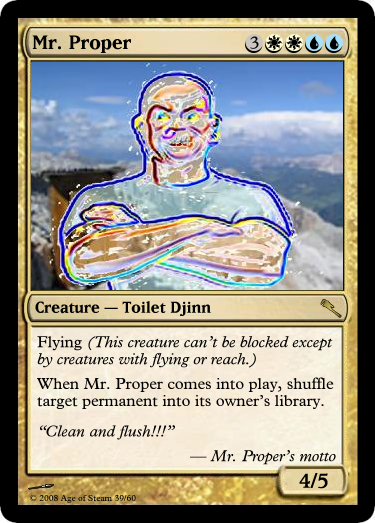 Mr. Proper 3
Creature — Toilet Djinn
Flying (This creature can't be blocked except
by creatures with flying or reach.)
When Mr. Proper comes into play, shuffle
target permanent into its owner's library.
“Clean and flush!!!”
— Mr. Proper's motto
4/5
© 2008 Age of Steam 39/60